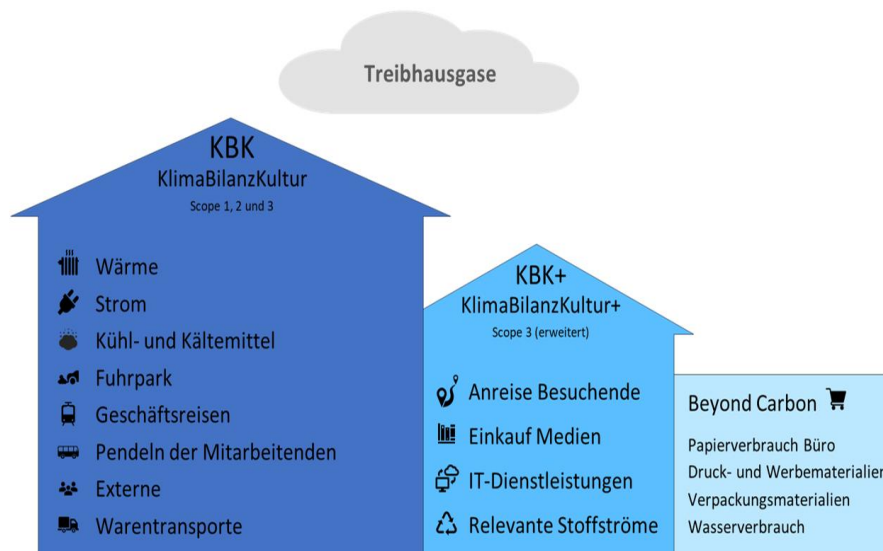 Treibhausgase
KBK
KlimaBilanzKultur
Scope 1, 2 und 3
Wärme
Strom
Kühl- und Kältemittel
Fuhrpark
Geschäftsreisen
Pendeln der Mitarbeitenden
Externe
Warentransporte
KBK+
KlimaBilanzKultur+
Scope 3 (erweitert)
Anreise Besuchende
Einkauf Medien
IT-Dienstleistungen
Relevante Stoffströme
Beyond Carbon
Papierverbrauch Büro
Druck- und Werbematerialien
Verpackungsmaterialien
Wasserverbrauch